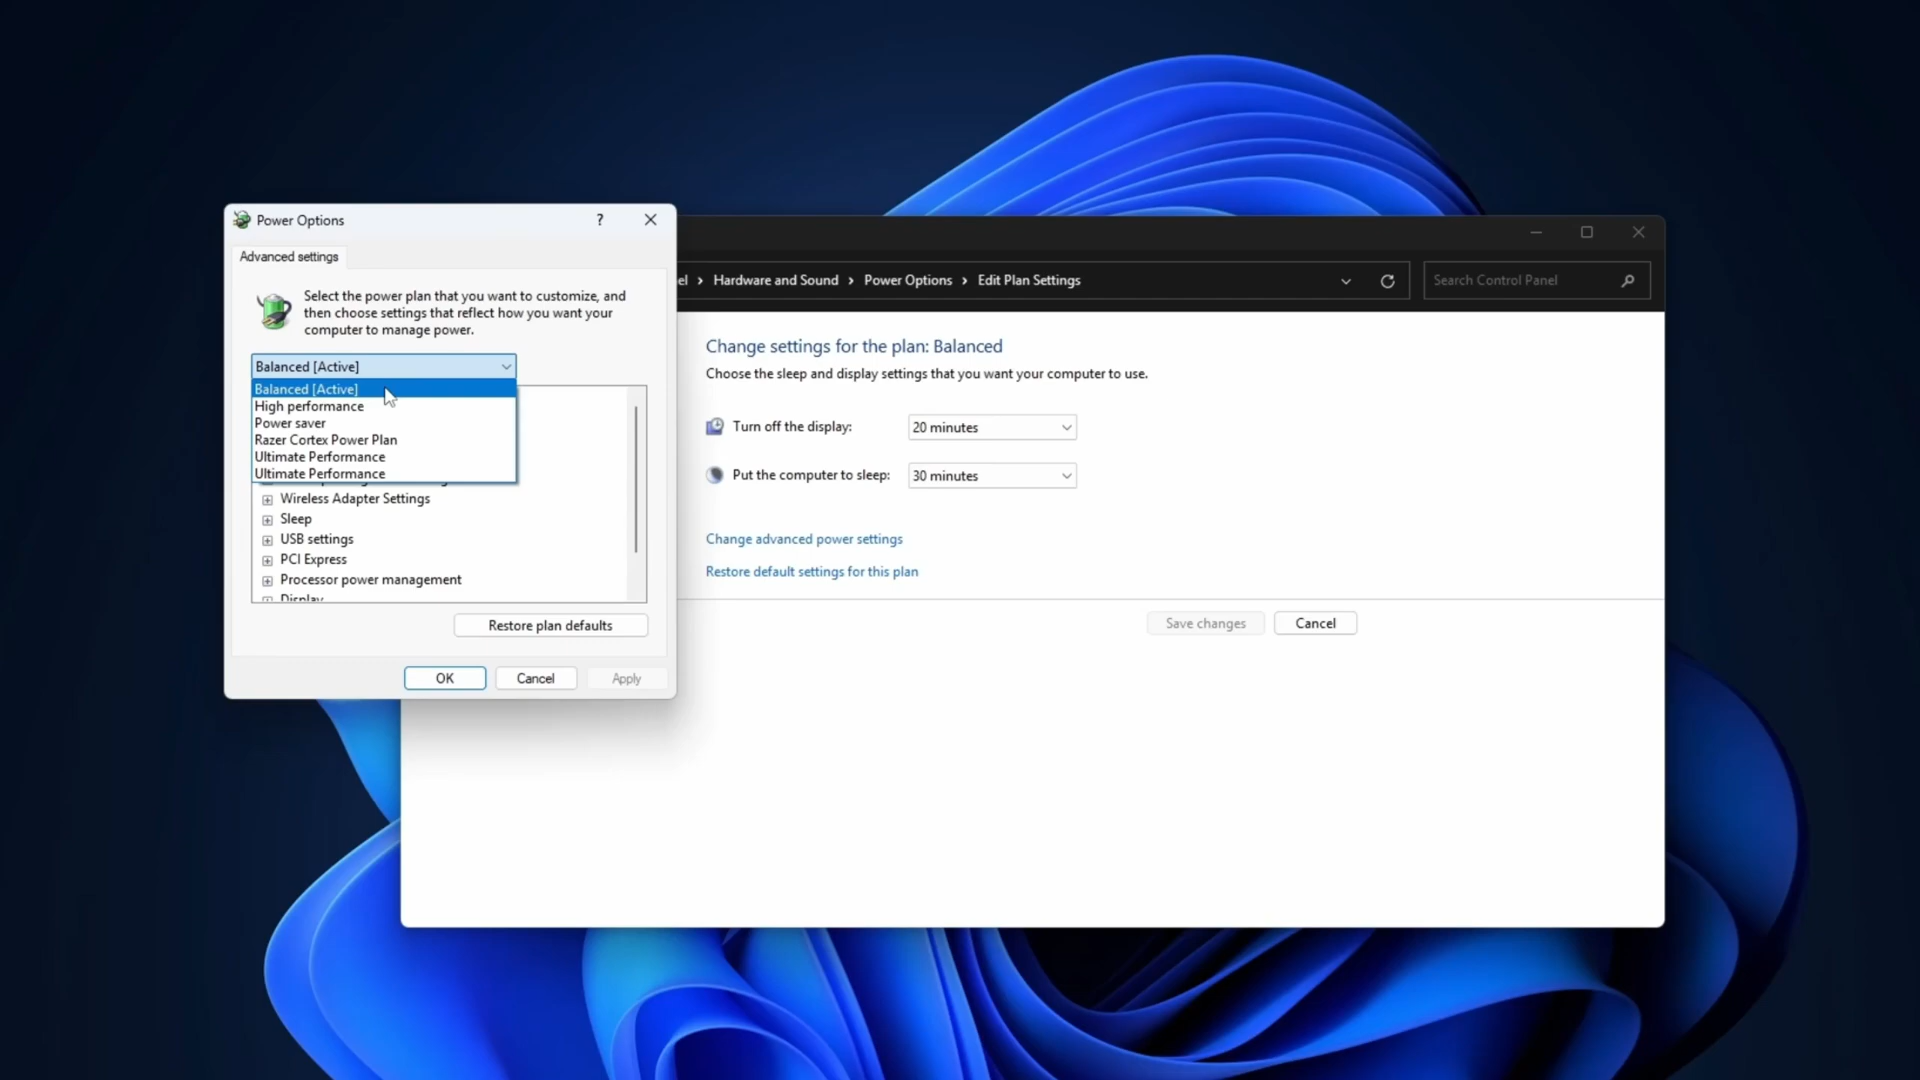 Power Options
?
Advanced settings
Select the power plan that you want to customize, and
then choose settings that reflect how you want your
computer to manage power.
Balanced [Active]
Balanced [Active]
High performance
Power saver
Razer Cortex Power Plan
Ultimate Performance
Ultimate Performance
Wireless Adapter Settings
Sleep
USB settings
PCI Express
Processor power management
Display
Restore plan defaults
OK
Cancel
Apply
el › Hardware and Sound › Power Options › Edit Plan Settings
Search Control Panel
Change settings for the plan: Balanced
Choose the sleep and display settings that you want your computer to use.
Turn off the display:
20 minutes
Put the computer to sleep:
30 minutes
Change advanced power settings
Restore default settings for this plan
Save changes
Cancel